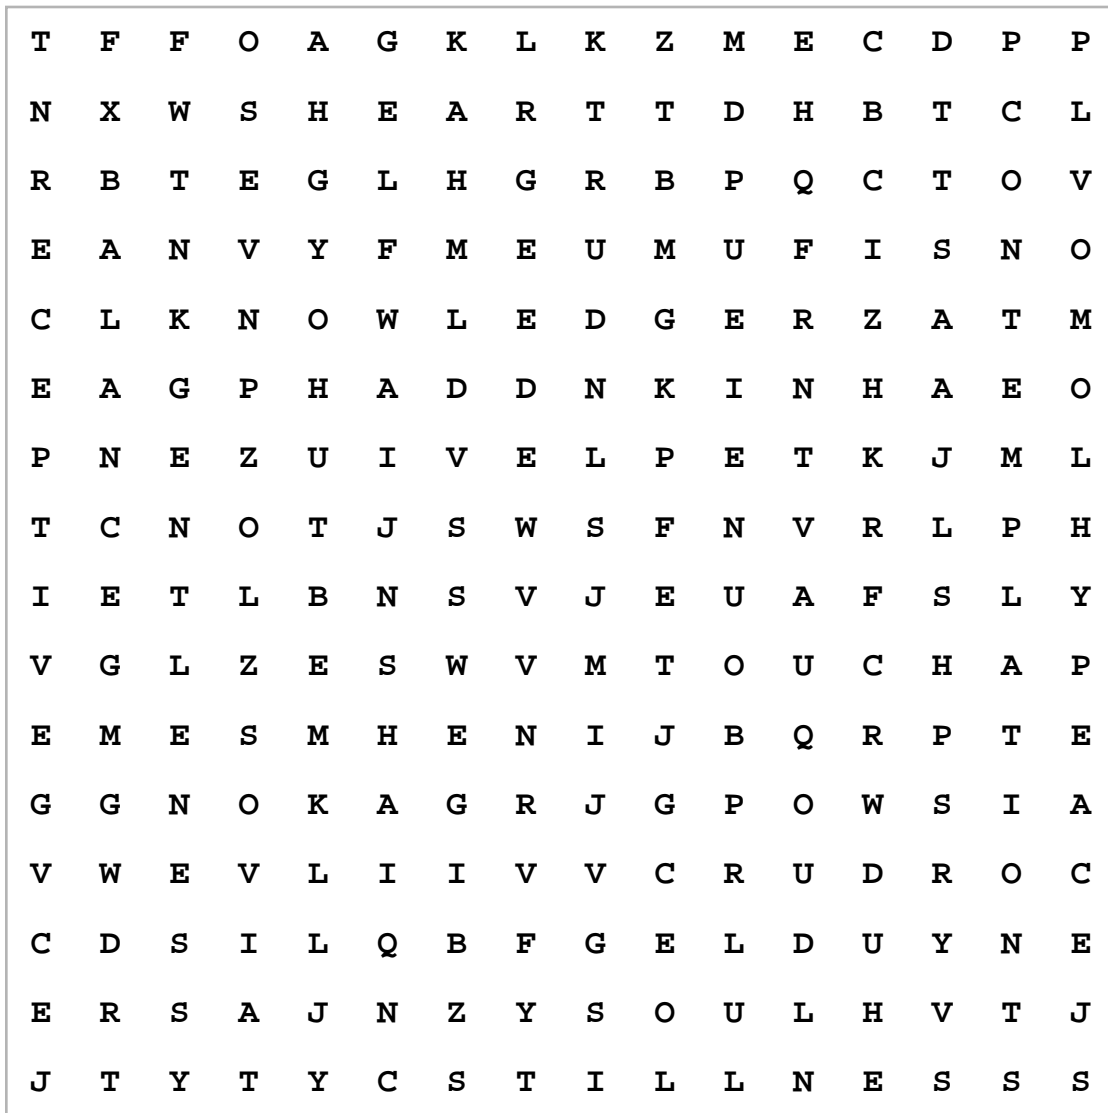 T F F O A G K L K Z M E C D P P
N X W S H E A R T T D H B T C L
R B T E G L H G R B P Q C T O V
E A N V Y F M E U M U F I S N O
C L K N O W L E D G E R Z A T M
E A G P H A D D N K I N H A E O
P N E Z U I V E L P E T K J M L
T C N O T J S W S F N V R L P H
I E T L B N S V J E U A F S L Y
V G L Z E S W V M T O U C H A P
E M E S M H E N I J B Q R P T E
G G N O K A G R J G P O W S I A
V W E V L I I V V C R U D R O C
C D S I L Q B F G E L D U Y N E
E R S A J N Z Y S O U L H V T J
J T Y T Y C S T I L L N E S S S